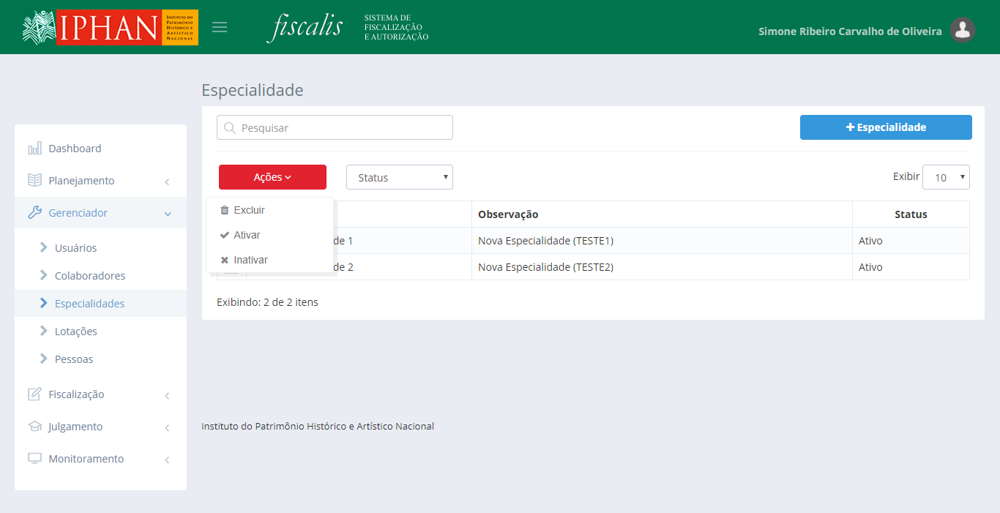 IPHAN
INSTITUTO DO
PATRIMÔNIO
HISTÓRICO E
ARTÍSTICO
NACIONAL
fiscalis
SISTEMA DE
FISCALIZAÇÃO
E AUTORIZAÇÃO
Simone Ribeiro Carvalho de Oliveira
Dashboard
Planejamento
Gerenciador
Usuários
Colaboradores
Especialidades
Lotações
Pessoas
Fiscalização
Julgamento
Monitoramento
Especialidade
Pesquisar
Especialidade
Ações
Status
Exibir 10
Excluir
Ativar
Inativar
Observação Status
de 1 Nova Especialidade (TESTE1) Ativo
de 2 Nova Especialidade (TESTE2) Ativo
Exibindo: 2 de 2 itens
Instituto do Patrimônio Histórico e Artístico Nacional